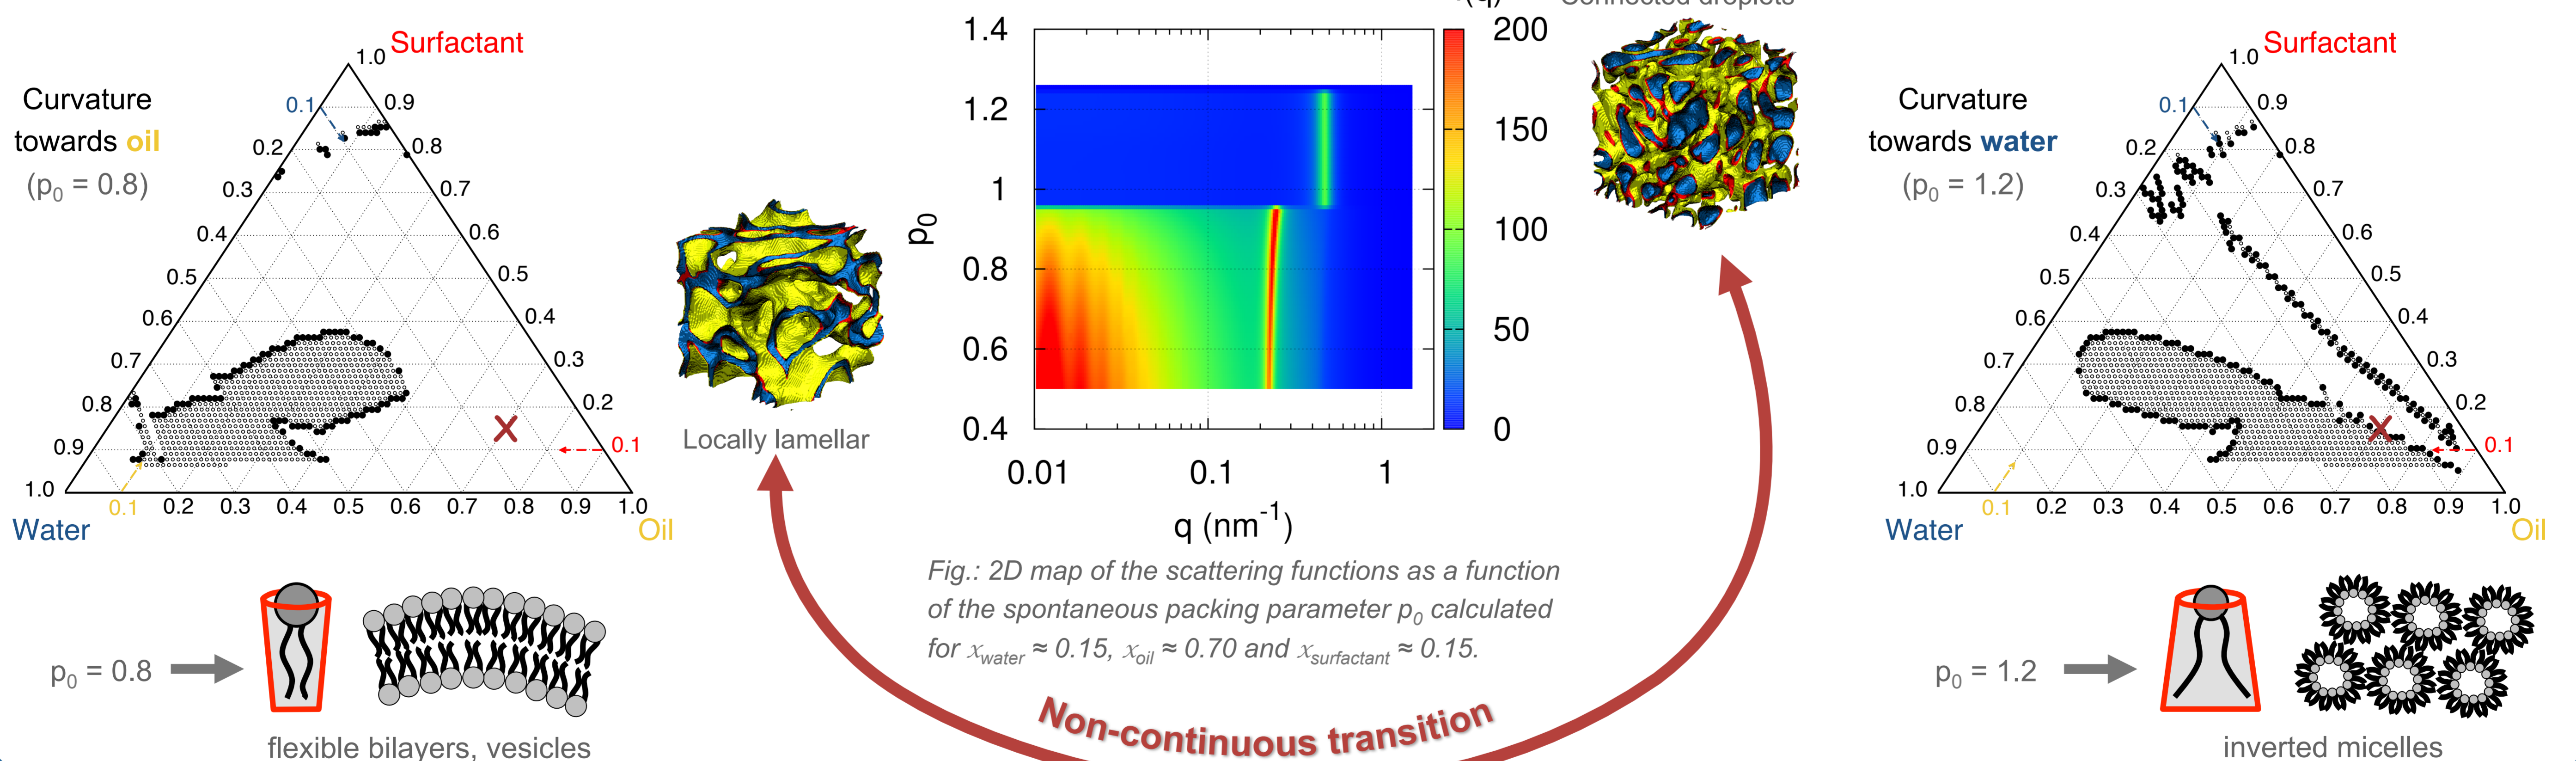 Surfactant
Curvature
towards oil
(p0 = 0.8)
1.0
0.1
0.9
0.2
0.8
0.3
0.7
0.4
0.6
0.5
0.5
0.6
0.4
0.7
0.3
0.8
0.2
0.9
0.1
1.0
0.1
0.2
0.3
0.4
0.5
0.6
0.7
0.8
0.9
1.0
Water
Oil
X
Locally lamellar
p0 = 0.8
flexible bilayers, vesicles
1.4
1.2
1
0.8
0.6
0.4
p0
0.01
0.1
1
q (nm-1)
(q)
200
150
100
50
0
Connected droplets
Fig.: 2D map of the scattering functions as a function
of the spontaneous packing parameter p0 calculated
for xwater ≈ 0.15, xoil ≈ 0.70 and xsurfactant ≈ 0.15.
Non-continuous transition
Surfactant
Curvature
towards water
(p0 = 1.2)
1.0
0.1
0.9
0.2
0.8
0.3
0.7
0.4
0.6
0.5
0.5
0.6
0.4
0.7
0.3
0.8
0.2
0.9
0.1
1.0
0.1
0.2
0.3
0.4
0.5
0.6
0.7
0.8
0.9
1.0
Water
Oil
X
p0 = 1.2
inverted micelles